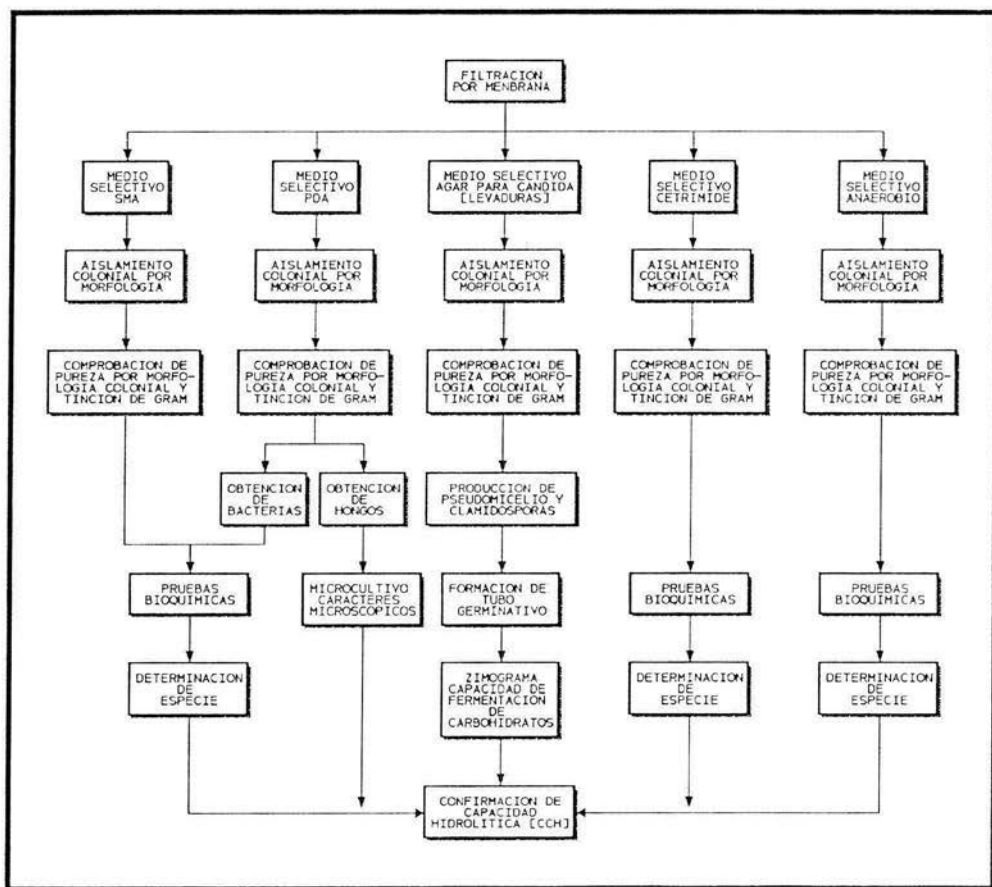 FILTRACION
POR MENBRANA
MEDIO
SELECTIVO
SMA
MEDIO
SELECTIVO
PDA
MEDIO SELECTIVO
AGAR PARA CANDIDA
[LEVADURAS]
MEDIO
SELECTIVO
CETRIMIDE
MEDIO
SELECTIVO
ANAEROBIO
AISLAMIENTO
COLONIAL POR
MORFOLOGIA
AISLAMIENTO
COLONIAL POR
MORFOLOGIA
AISLAMIENTO
COLONIAL POR
MORFOLOGIA
AISLAMIENTO
COLONIAL POR
MORFOLOGIA
AISLAMIENTO
COLONIAL POR
MORFOLOGIA
COMPROBACION DE
PUREZA POR MORFO-
LOGIA COLONIAL Y
TINCION DE GRAM
COMPROBACION DE
PUREZA POR MORFO-
LOGIA COLONIAL Y
TINCION DE GRAM
COMPROBACION DE
PUREZA POR MORFO-
LOGIA COLONIAL Y
TINCION DE GRAM
COMPROBACION DE
PUREZA POR MORFO-
LOGIA COLONIAL Y
TINCION DE GRAM
COMPROBACION DE
PUREZA POR MORFO-
LOGIA COLONIAL Y
TINCION DE GRAM
OBTENCION
DE
BACTERIAS
OBTENCION
DE
HONGOS
PRODUCCION DE
PSEUDOMICELIO Y
CLAMIDOSPORAS
PRUEBAS
BIOQUIMICAS
MICROCULTIVO
CARACTERES
MICROSCOPICOS
FORMACION DE
TUBO
GERMINATIVO
PRUEBAS
BIOQUIMICAS
PRUEBAS
BIOQUIMICAS
DETERMINACION
DE
ESPECIE
ZIMOGRAMA
CAPACIDAD DE
FERMENTACION
DE
CARBOHIDRATOS
DETERMINACION
DE
ESPECIE
DETERMINACION
DE
ESPECIE
CONFIRMACION DE
CAPACIDAD
HIDROLITICA [CCH]